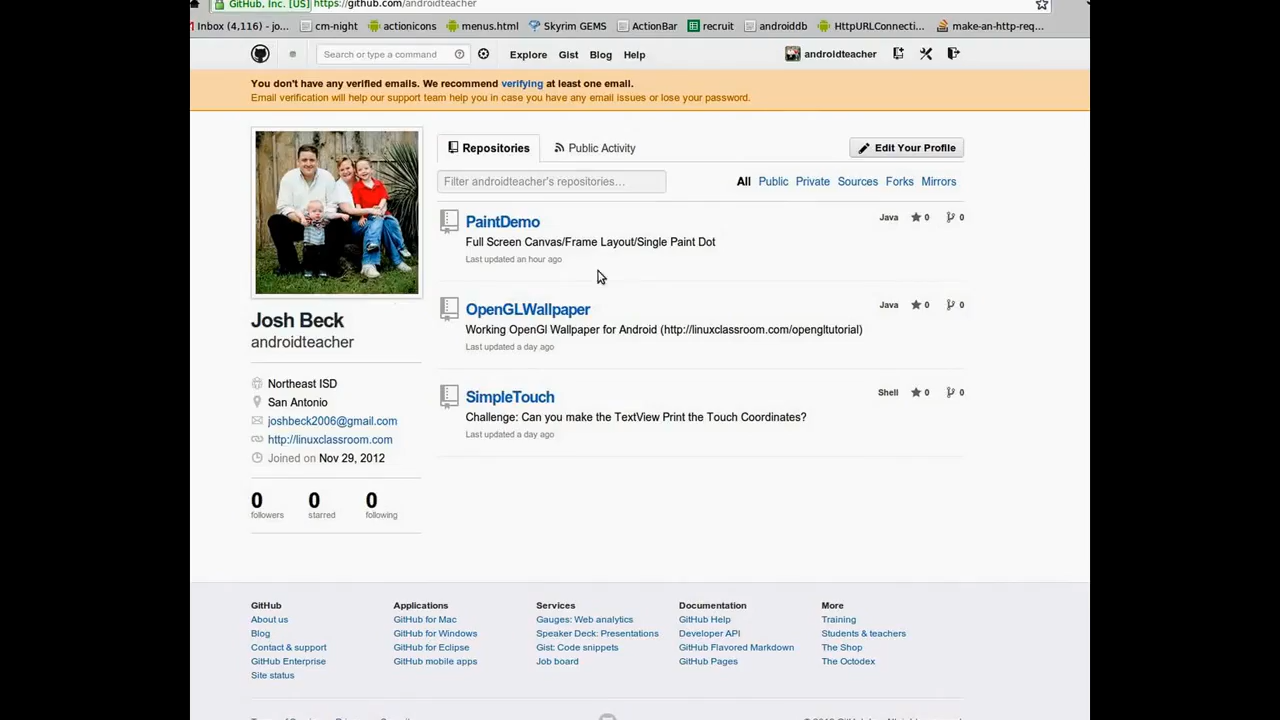 GitHub, Inc. [US] https://github.com/androidteacher
Inbox (4,116) - jo... cm-night actionicons menus.html Skyrim GEMS ActionBar recruit androiddb HttpURLConnecti... make-an-http-req...
Search or type a command Explore Gist Blog Help androidteacher
You don't have any verified emails. We recommend verifying at least one email.
Email verification will help our support team help you in case you have any email issues or lose your password.
Repositories Public Activity Edit Your Profile
Filter androidteacher's repositories... All Public Private Sources Forks Mirrors
PaintDemo Java 0 0
Full Screen Canvas/Frame Layout/Single Paint Dot
Last updated an hour ago
OpenGLWallpaper Java 0 0
Working OpenGl Wallpaper for Android (http://linuxclassroom.com/opengltutorial)
Last updated a day ago
SimpleTouch Shell 0 0
Challenge: Can you make the TextView Print the Touch Coordinates?
Last updated a day ago
Josh Beck
androidteacher
Northeast ISD
San Antonio
joshbeck2006@gmail.com
http://linuxclassroom.com
Joined on Nov 29, 2012
0 0 0
followers starred following
GitHub
About us
Blog
Contact & support
GitHub Enterprise
Site status
Applications
GitHub for Mac
GitHub for Windows
GitHub for Eclipse
GitHub mobile apps
Services
Gauges: Web analytics
Speaker Deck: Presentations
Gist: Code snippets
Job board
Documentation
GitHub Help
Developer API
GitHub Flavored Markdown
GitHub Pages
More
Training
Students & teachers
The Shop
The Octodex